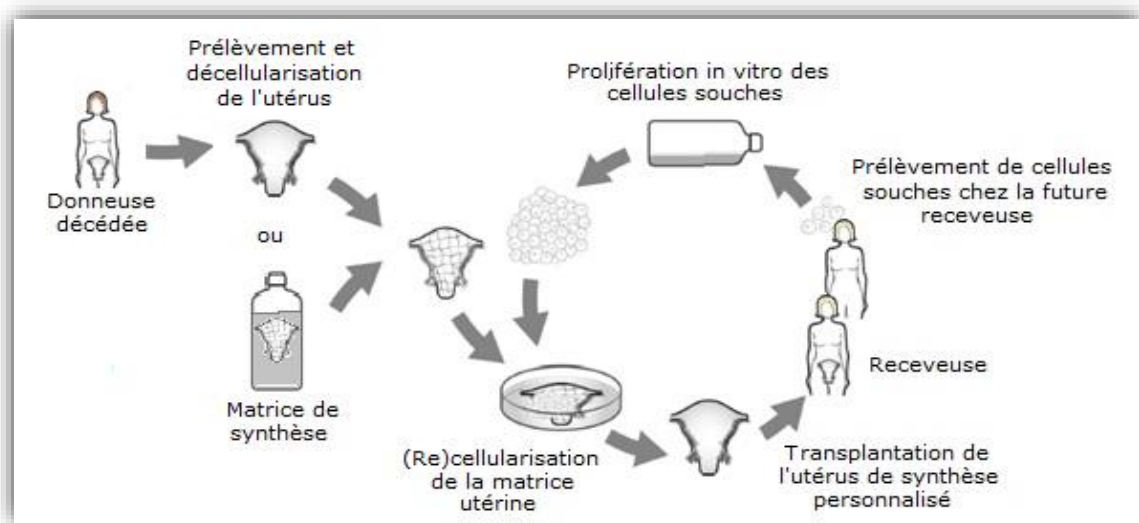 Prélèvement et
décellularisation
de l'utérus
Donneuse
décédée
ou
Matrice de
synthèse
(Re)cellularisation
de la matrice
utérine
Prolifération in vitro des
cellules souches
Prélèvement de cellules
souches chez la future
receveuse
Receveuse
Transplantation de
l'utérus de synthèse
personnalisé